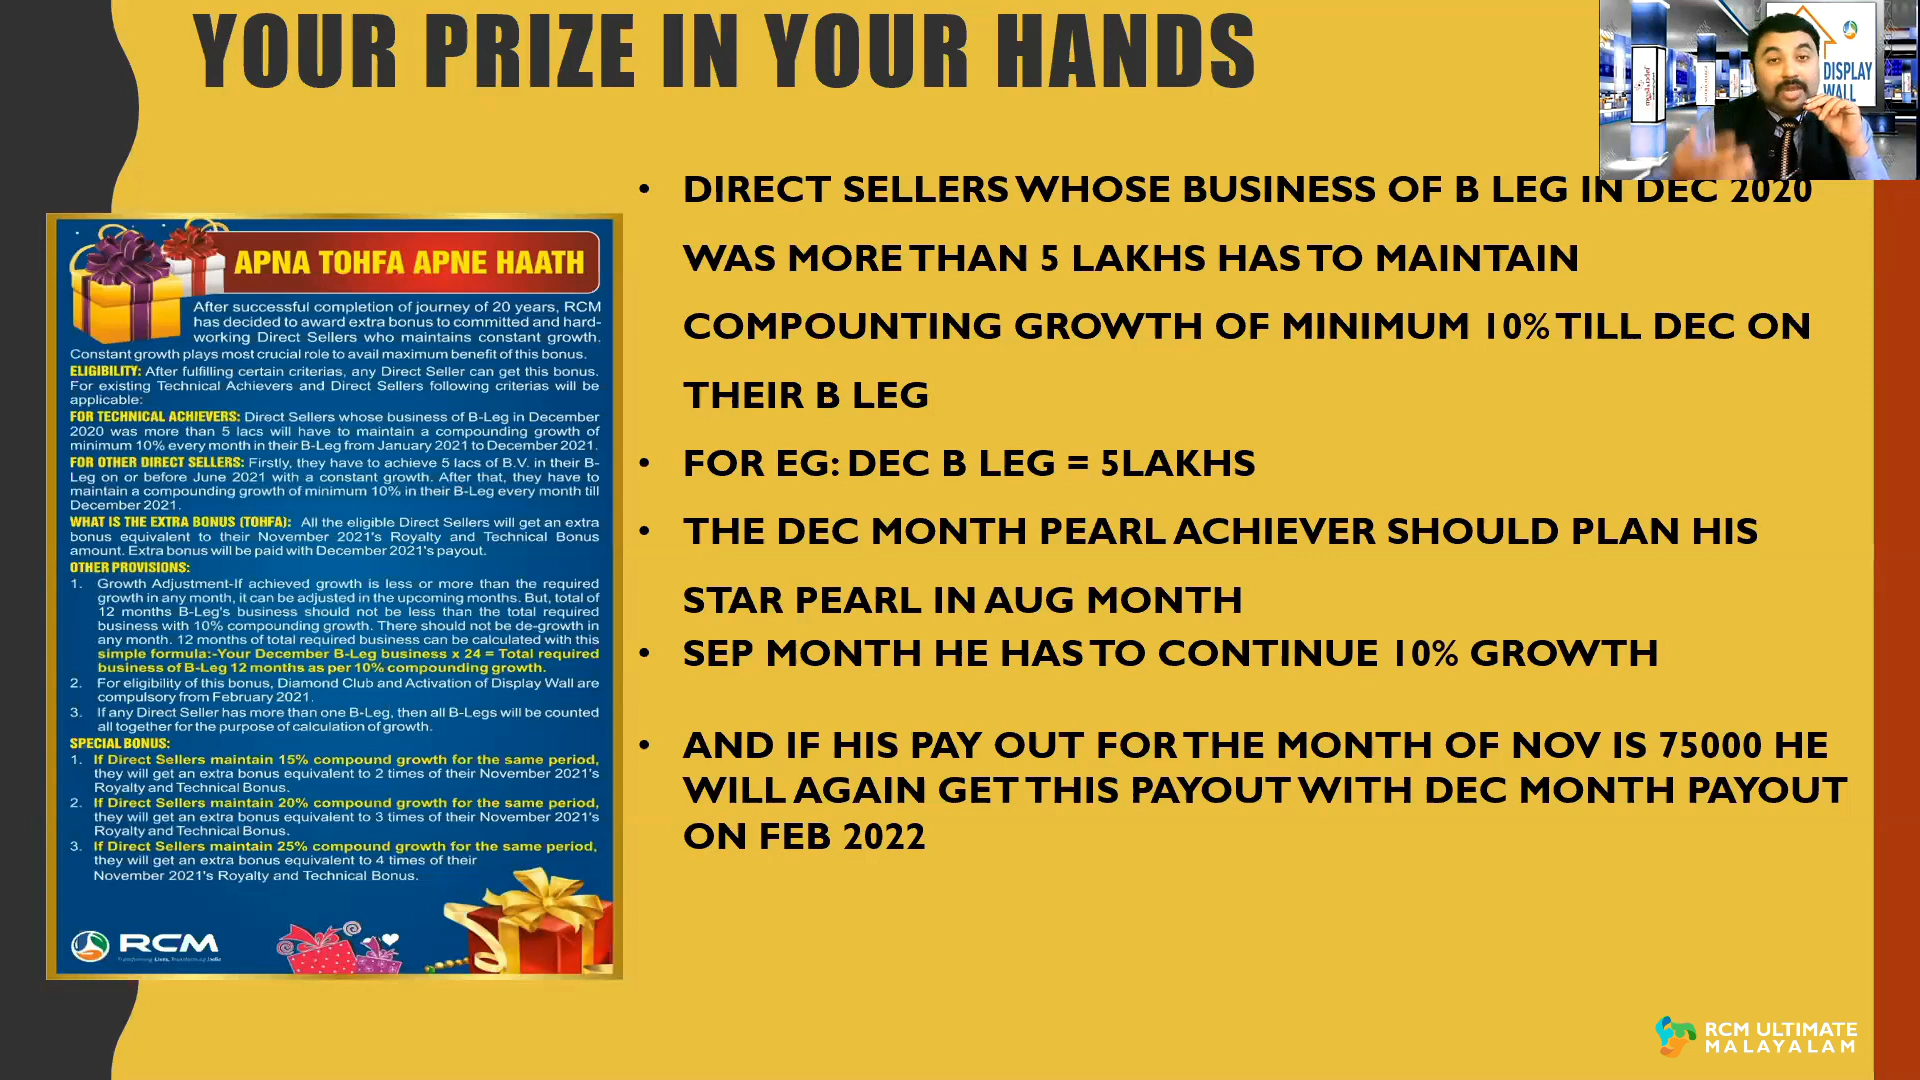 YOUR PRIZE IN YOUR HANDS
DISPLAY
WALL
• DIRECT SELLERS WHOSE BUSINESS OF B LEG IN DEC 2020
WAS MORE THAN 5 LAKHS HAS TO MAINTAIN
COMPOUNTING GROWTH OF MINIMUM 10% TILL DEC ON
THEIR B LEG
• FOR EG: DEC B LEG = 5LAKHS
• THE DEC MONTH PEARL ACHIEVER SHOULD PLAN HIS
STAR PEARL IN AUG MONTH
• SEP MONTH HE HAS TO CONTINUE 10% GROWTH
• AND IF HIS PAY OUT FOR THE MONTH OF NOV IS 75000 HE
WILL AGAIN GET THIS PAYOUT WITH DEC MONTH PAYOUT
ON FEB 2022
APNA TOHFA APNE HAATH
After successful completion of journey of 20 years, RCM
has decided to award extra bonus to committed and hard-
working Direct Sellers who maintains constant growth.
Constant growth plays most crucial role to avail maximum benefit of this bonus.
ELIGIBILITY: After fulfilling certain criterias, any Direct Seller can get this bonus.
For existing Technical Achievers and Direct Sellers following criterias will be
applicable:
FOR TECHNICAL ACHIEVERS: Direct Sellers whose business of B-Leg in December
2020 was more than 5 lacs will have to maintain a compounding growth of
minimum 10% every month in their B-Leg from January 2021 to December 2021.
FOR OTHER DIRECT SELLERS: Firstly, they have to achieve 5 lacs of B.V. in their B-
Leg on or before June 2021 with a constant growth. After that, they have to
maintain a compounding growth of minimum 10% in their B-Leg every month till
December 2021.
WHAT IS THE EXTRA BONUS (TOHFA): All the eligible Direct Sellers will get an extra
bonus equivalent to their November 2021's Royalty and Technical Bonus
amount. Extra bonus will be paid with December 2021's payout.
OTHER PROVISIONS:
1. Growth Adjustment-If achieved growth is less or more than the required
growth in any month, it can be adjusted in the upcoming months. But, total of
12 months B-Leg's business should not be less than the total required
business with 10% compounding growth. There should not be de-growth in
any month. 12 months of total required business can be calculated with this
simple formula:-Your December B-Leg business x 24 = Total required
business of B-Leg 12 months as per 10% compounding growth.
2. For eligibility of this bonus, Diamond Club and Activation of Display Wall are
compulsory from February 2021.
3. If any Direct Seller has more than one B-Leg, then all B-Legs will be counted
all together for the purpose of calculation of growth.
SPECIAL BONUS:
1. If Direct Sellers maintain 15% compound growth for the same period,
they will get an extra bonus equivalent to 2 times of their November 2021's
Royalty and Technical Bonus.
2. If Direct Sellers maintain 20% compound growth for the same period,
they will get an extra bonus equivalent to 3 times of their November 2021's
Royalty and Technical Bonus.
3. If Direct Sellers maintain 25% compound growth for the same period,
they will get an extra bonus equivalent to 4 times of their
November 2021's Royalty and Technical Bonus.
RCM
RCM ULTIMATE
MALAYALAM